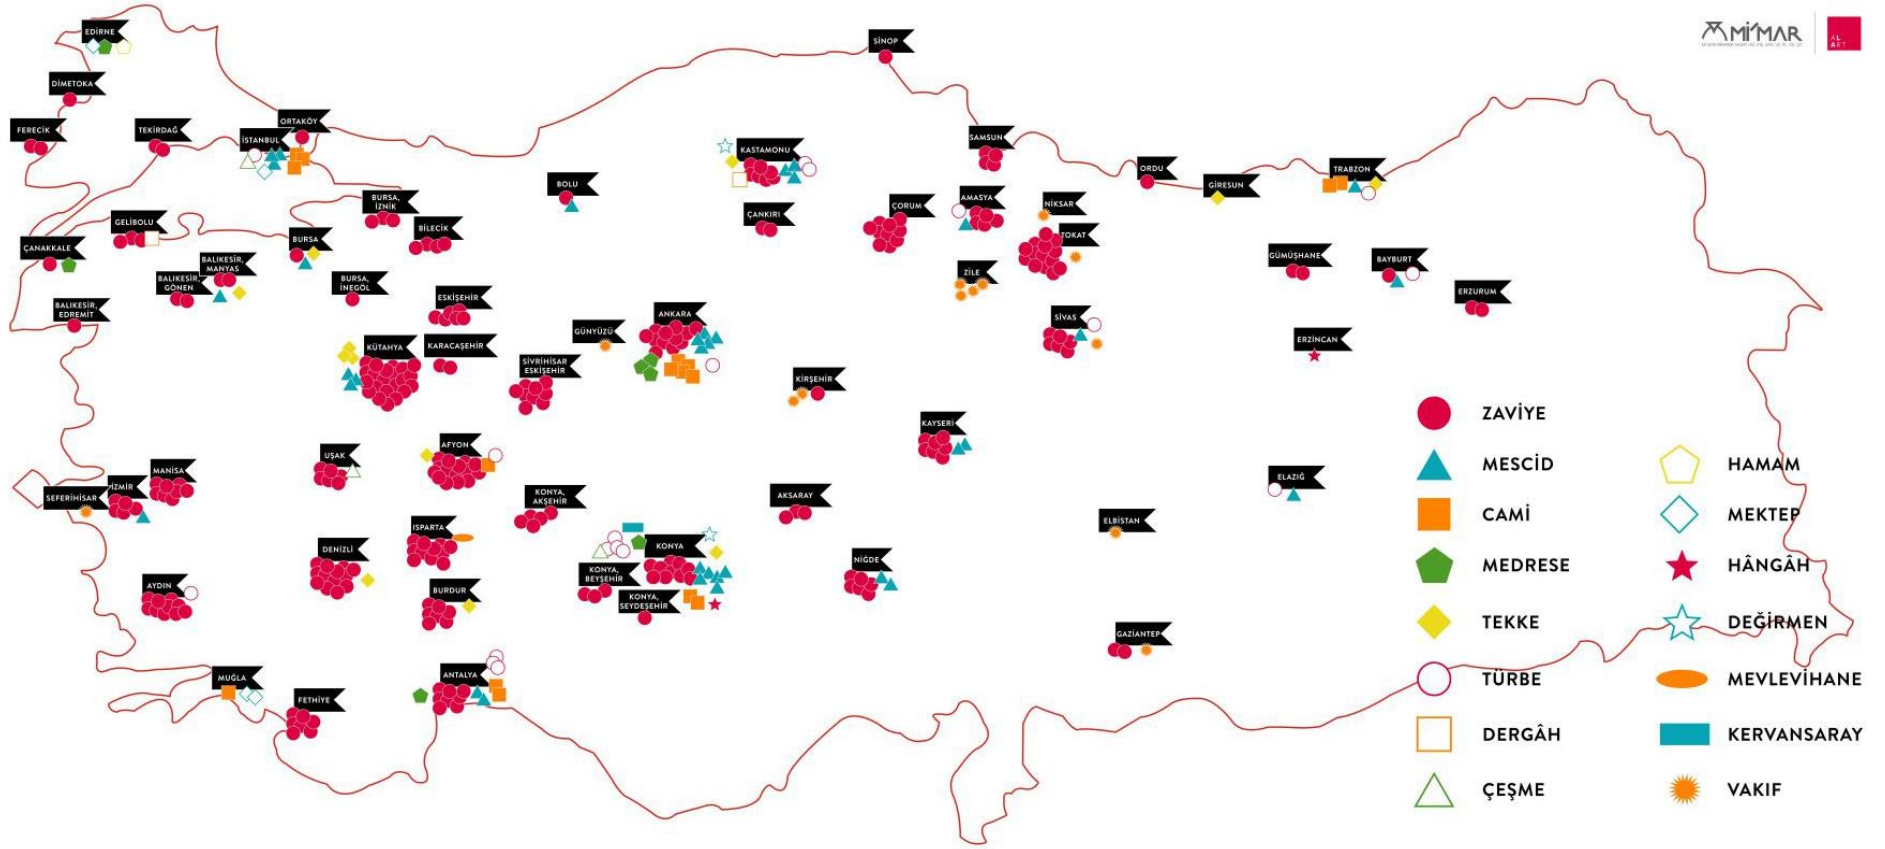 MİMAR
AL
ART
EDİRNE
DİMETOKA
FERECİK
TEKİRDAĞ
İSTANBUL
ORTAKÖY
SİNOP
KASTAMONU
SAMSUN
ORDU
GİRESUN
TRABZON
BOLU
ÇANKIRI
ÇORUM
AMASYA
NİKSAR
TOKAT
ZİLE
GELİBOLU
ÇANAKKALE
BURSA,
İZNİK
BİLECİK
BURSA
BALIKESİR,
MANYAS
BALIKESİR,
GÖNEN
BURSA,
İNEGÖL
BALIKESİR,
EDREMİT
ESKİŞEHİR
GÜMÜŞHANE
BAYBURT
ERZURUM
ANKARA
GÜNYÜZÜ
SİVAS
ERZİNCAN
KÜTAHYA
KARACAŞEHİR
SİVRİHİSAR
ESKİŞEHİR
KİRŞEHİR
KAYSERİ
UŞAK
AFYON
MANİSA
İZMİR
SEFERİHİSAR
KONYA,
AKŞEHİR
AKSARAY
ELAZIĞ
ELBİSTAN
ISPARTA
DENİZLİ
KONYA
KONYA,
BEYŞEHİR
KONYA,
SEYDEŞEHİR
NİĞDE
AYDIN
BURDUR
GAZİANTEP
MUĞLA
FETHİYE
ANTALYA
ZAVİYE
MESCİD
CAMİ
MEDRESE
TEKKE
TÜRBE
DERGÂH
ÇEŞME
HAMAM
MEKTEP
HÂNGÂH
DEĞİRMEN
MEVLEVİHANE
KERVANSARAY
VAKIF